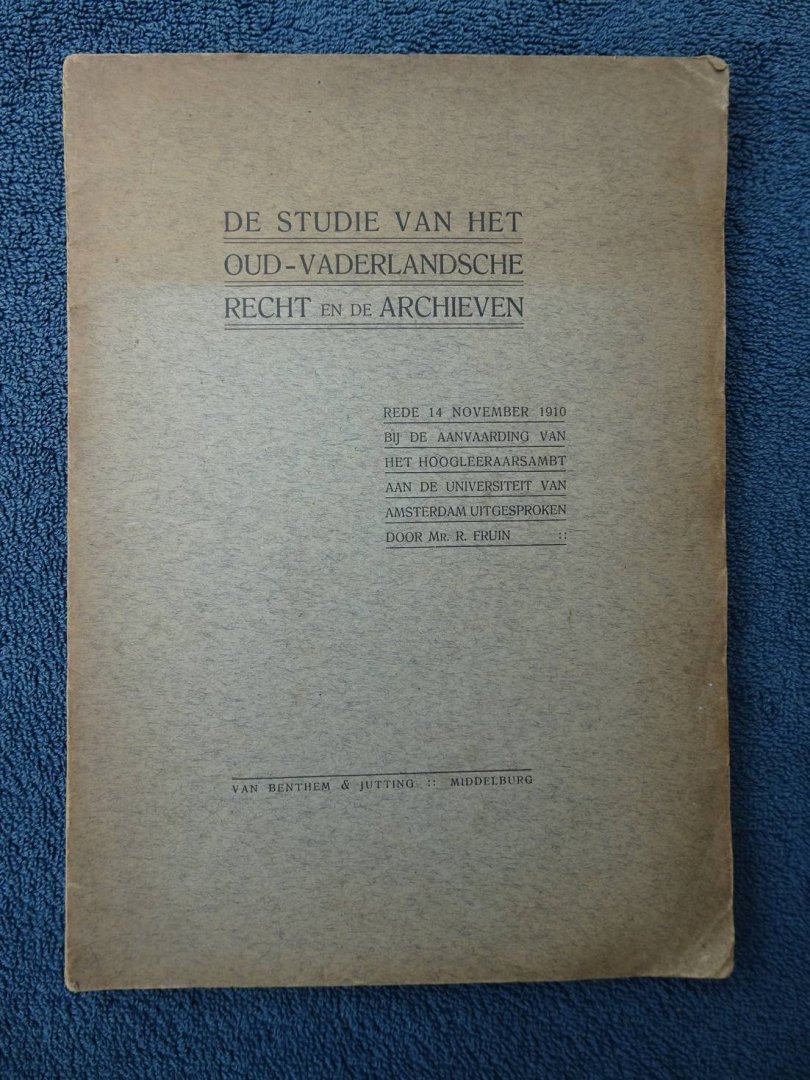 DE STUDIE VAN HET
OUD-VADERLANDSCHE
RECHT EN DE ARCHIEVEN
REDE 14 NOVEMBER 1910
BIJ DE AANVAARDING VAN
HET HOOGLEERAARSAMBT
AAN DE UNIVERSITEIT VAN
AMSTERDAM UITGESPROKEN
DOOR MR. R. FRUIN ::
VAN BENTHEM & JUTTING :: MIDDELBURG